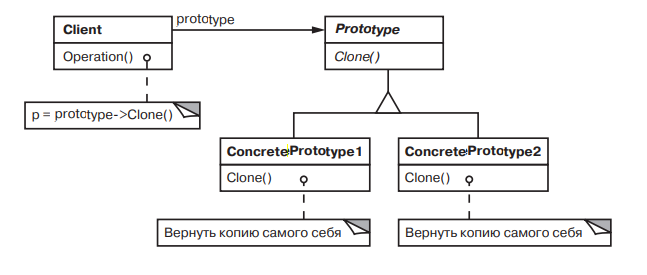 prototype
Client
Prototype
Operation()
Clone()
p = prototype->Clone()
ConcretePrototype1
ConcretePrototype2
Clone()
Clone()
Вернуть копию самого себя
Вернуть копию самого себя